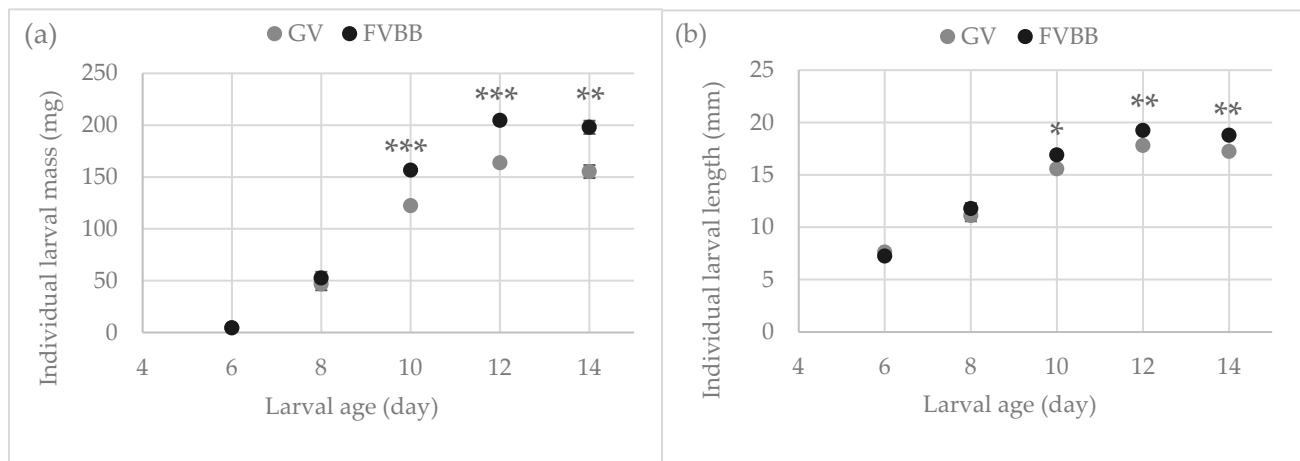 (a)
GV FVBB
Individual larval mass (mg)
250
200
150
100
50
0
*** *** **
4 6 8 10 12 14
Larval age (day)
(b)
GV FVBB
Individual larval length (mm)
25
20
15
10
5
0
* ** **
4 6 8 10 12 14
Larval age (day)